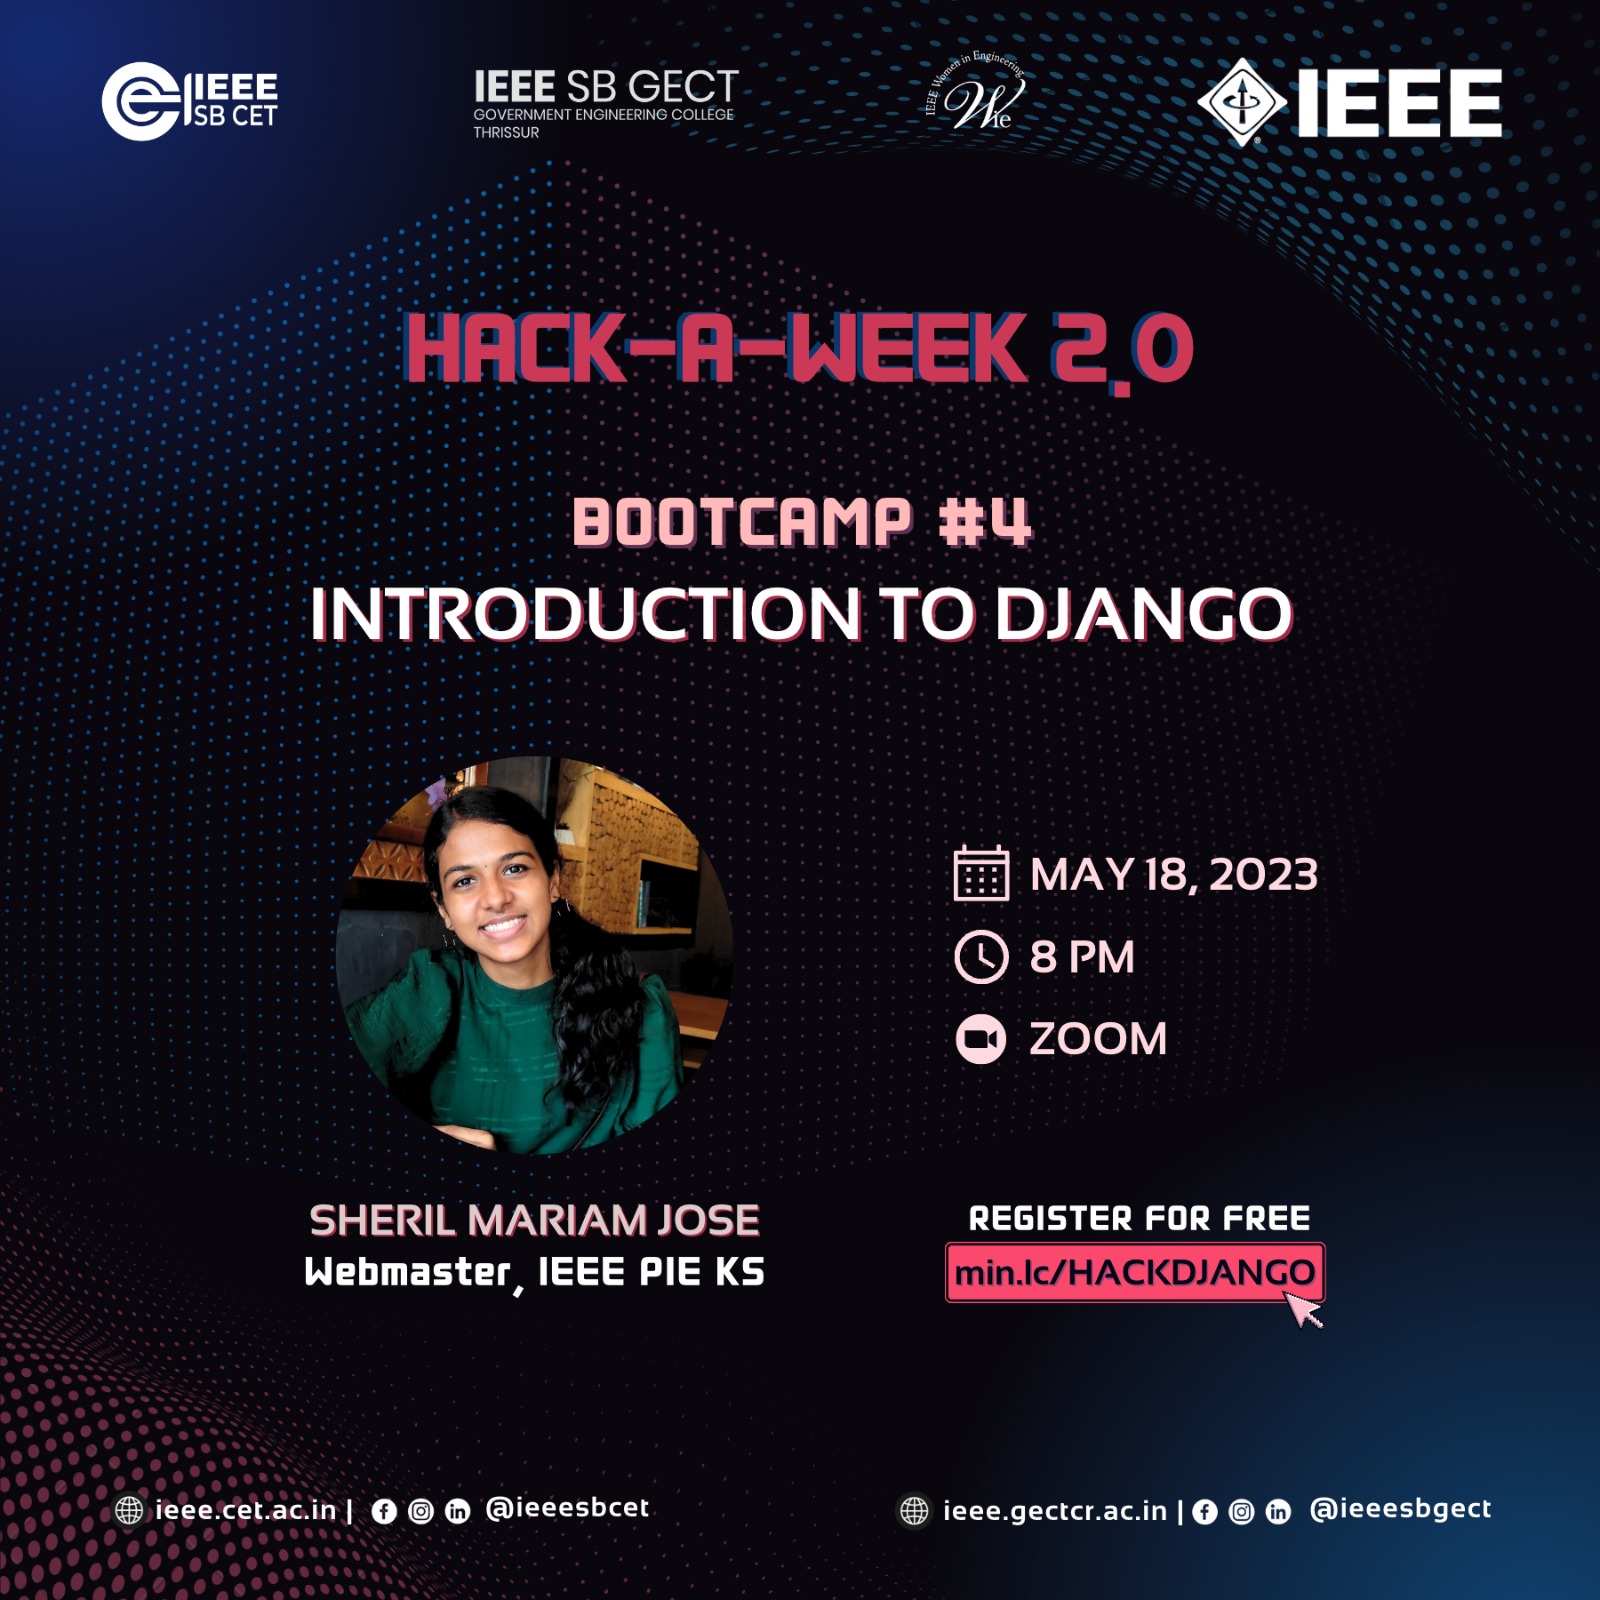 IEEE
SB CET
IEEE SB GECT
GOVERNMENT ENGINEERING COLLEGE
THRISSUR
IEEE Women in Engineering
Wie
IEEE
HACK-A-WEEK 2.0
BOOTCAMP #4
INTRODUCTION TO DJANGO
MAY 18, 2023
8 PM
ZOOM
SHERIL MARIAM JOSE
Webmaster, IEEE PIE KS
REGISTER FOR FREE
min.lc/HACKDJANGO
ieee.cet.ac.in | @ieeesbcet
ieee.gectcr.ac.in | @ieeesbgect